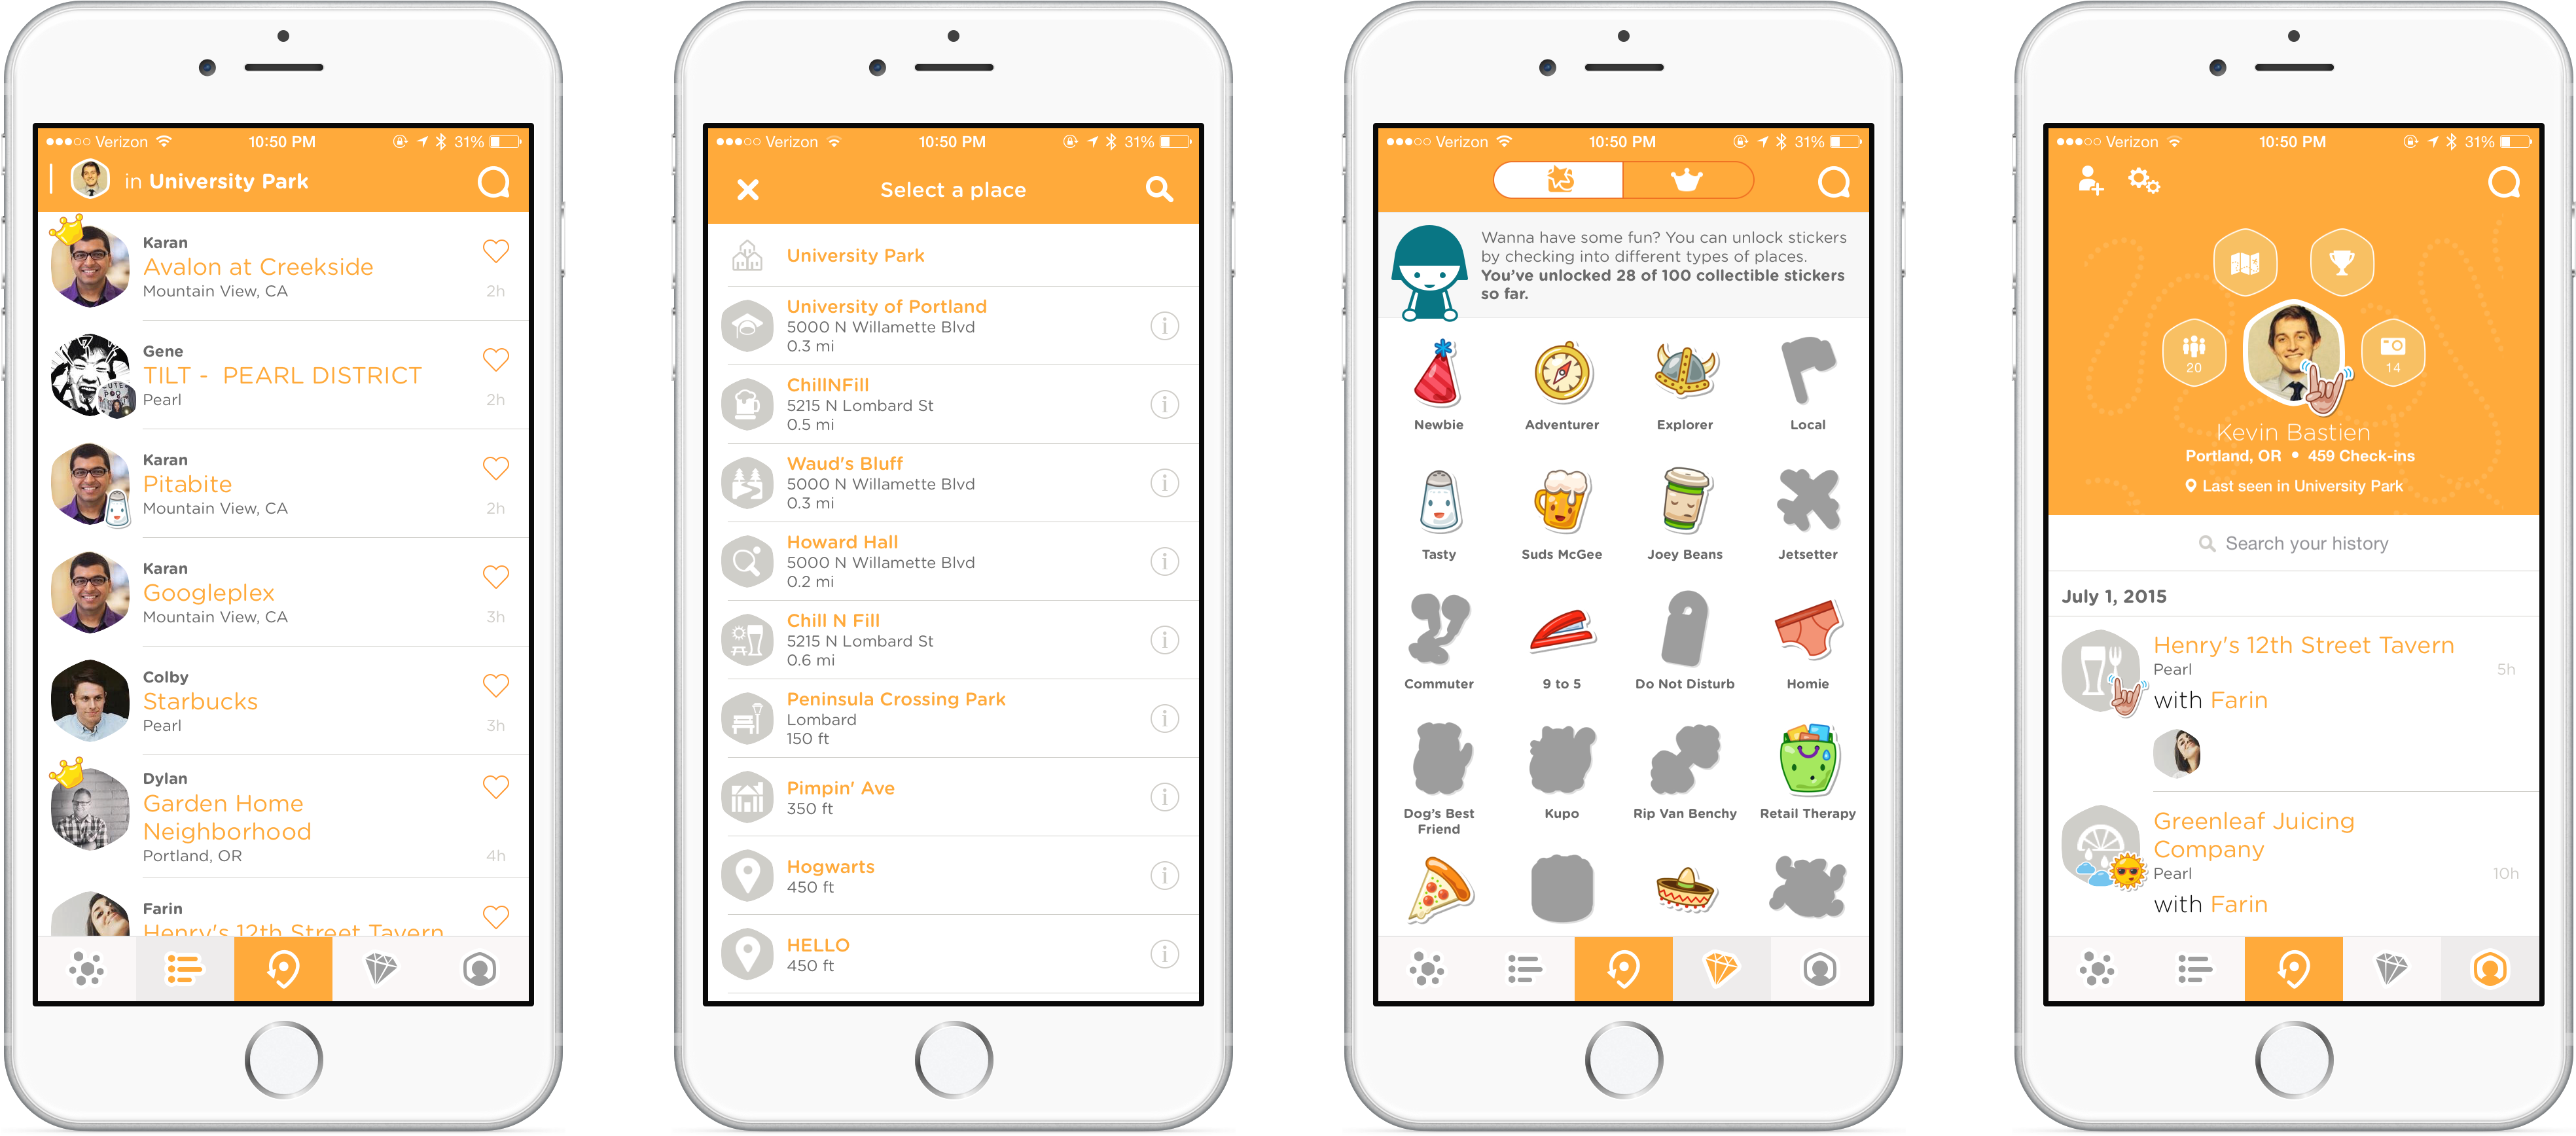 Verizon 10:50 PM 31%
in University Park
Karan
Avalon at Creekside
Mountain View, CA 2h
Gene
TILT - PEARL DISTRICT
Pearl 2h
Karan
Pitabite
Mountain View, CA 2h
Karan
Googleplex
Mountain View, CA 3h
Colby
Starbucks
Pearl 3h
Dylan
Garden Home
Neighborhood
Portland, OR 4h
Farin
Henry's 12th Street Tavern
Verizon 10:50 PM 31%
Select a place
University Park
University of Portland
5000 N Willamette Blvd
0.3 mi
ChillNFill
5215 N Lombard St
0.5 mi
Waud's Bluff
5000 N Willamette Blvd
0.3 mi
Howard Hall
5000 N Willamette Blvd
0.2 mi
Chill N Fill
5215 N Lombard St
0.6 mi
Peninsula Crossing Park
Lombard
150 ft
Pimpin' Ave
350 ft
Hogwarts
450 ft
HELLO
450 ft
Verizon 10:50 PM 31%
Wanna have some fun? You can unlock stickers
by checking into different types of places.
You've unlocked 28 of 100 collectible stickers
so far.
Newbie Adventurer Explorer Local
Tasty Suds McGee Joey Beans Jetsetter
Commuter 9 to 5 Do Not Disturb Homie
Dog's Best Kupo Rip Van Benchy Retail Therapy
Friend
Verizon 10:50 PM 31%
20 14
Kevin Bastien
Portland, OR • 459 Check-ins
Last seen in University Park
Search your history
July 1, 2015
Henry's 12th Street Tavern
Pearl 5h
with Farin
Greenleaf Juicing
Company
Pearl 10h
with Farin